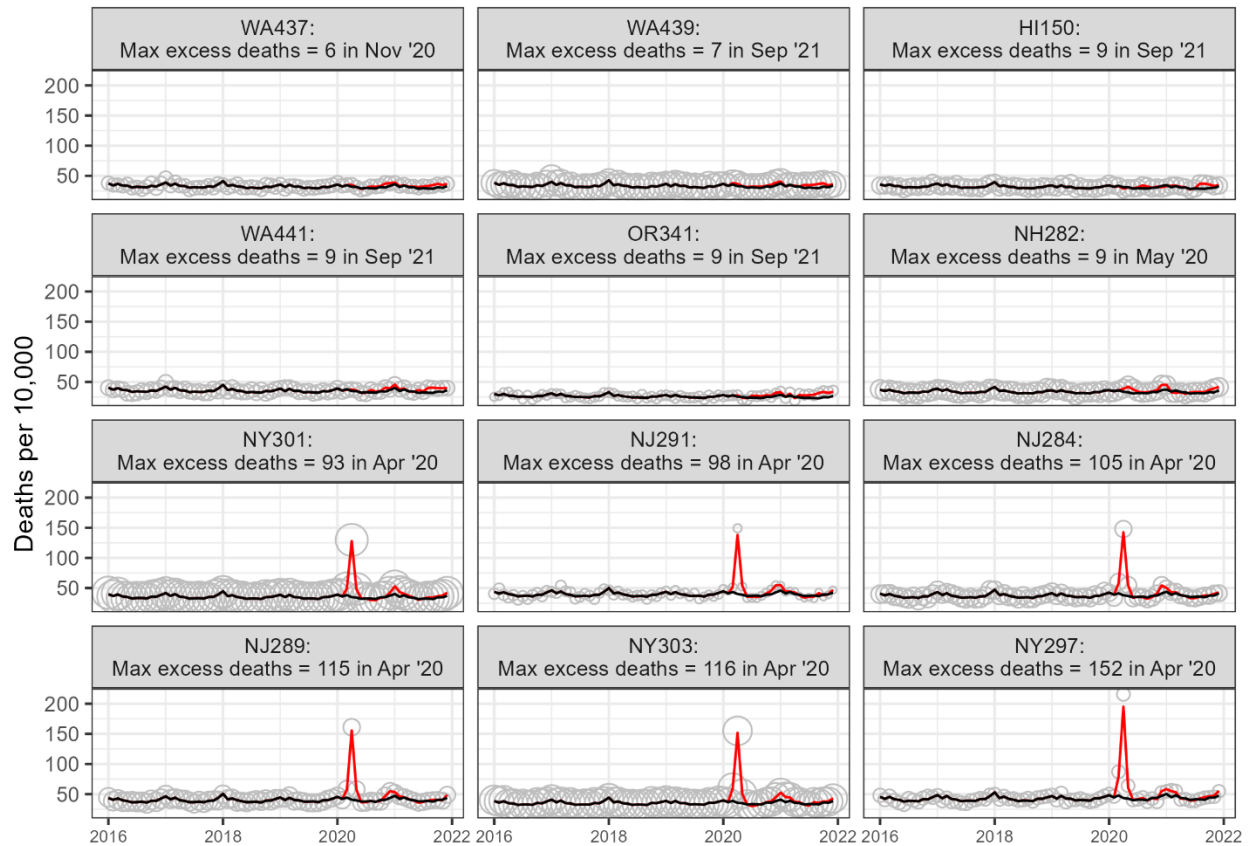 WA437:
Max excess deaths = 6 in Nov '20
WA439:
Max excess deaths = 7 in Sep '21
HI150:
Max excess deaths = 9 in Sep '21
200
150
100
50
WA441:
Max excess deaths = 9 in Sep '21
OR341:
Max excess deaths = 9 in Sep '21
NH282:
Max excess deaths = 9 in May '20
200
150
100
50
Deaths per 10,000
NY301:
Max excess deaths = 93 in Apr '20
NJ291:
Max excess deaths = 98 in Apr '20
NJ284:
Max excess deaths = 105 in Apr '20
200
150
100
50
NJ289:
Max excess deaths = 115 in Apr '20
NY303:
Max excess deaths = 116 in Apr '20
NY297:
Max excess deaths = 152 in Apr '20
200
150
100
50
2016 2018 2020 2022 2016 2018 2020 2022 2016 2018 2020 2022